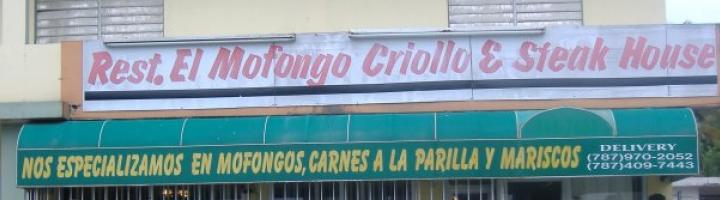 Rest. El Mofongo Criollo & Steak House
NOS ESPECIALIZAMOS EN MOFONGOS, CARNES A LA PARILLA Y MARISCOS
DELIVERY
(787)970-2052
(787)409-7443